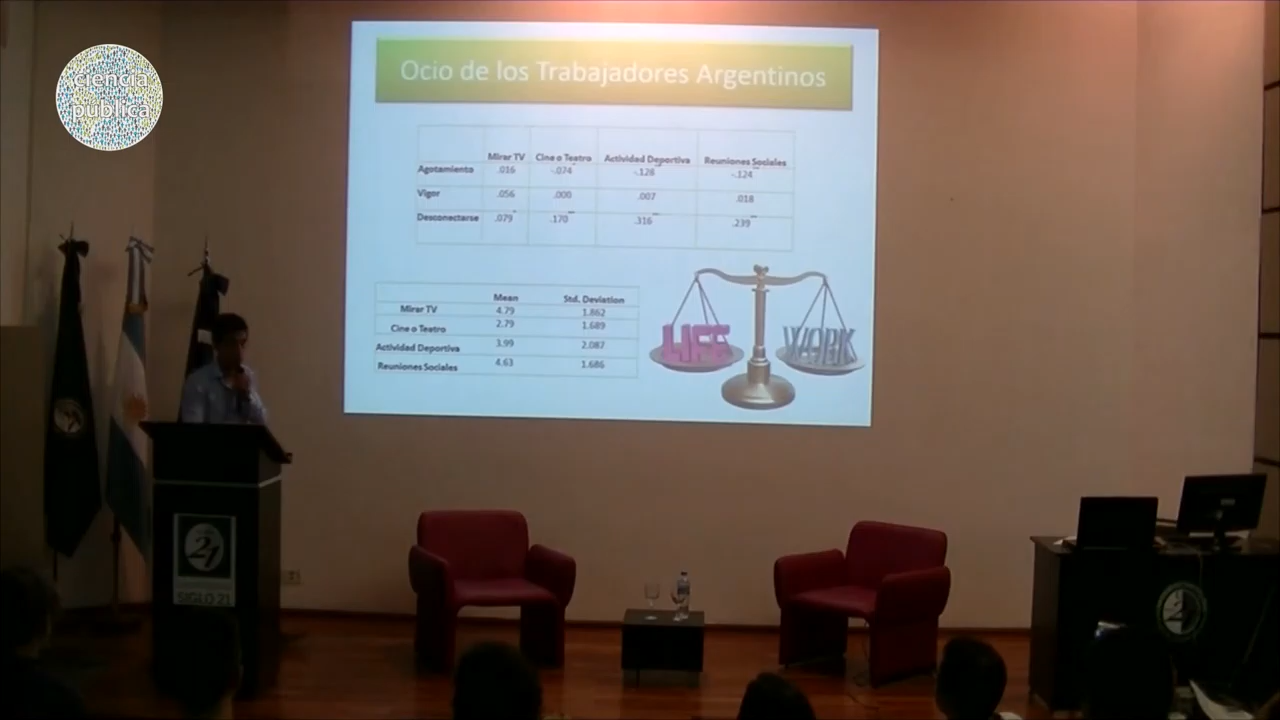 ciencia
pública
Ocio de los Trabajadores Argentinos
Mirar TV Cine o Teatro Actividad Deportiva Reuniones Sociales
Agotamiento .016 -.074 -.128** -.124**
Vigor .056 .000 .007 .018
Desconectarse .079* .170** .316** .239**
Mean Std. Deviation
Mirar TV 4.79 1.862
Cine o Teatro 2.79 1.689
Actividad Deportiva 3.99 2.087
Reuniones Sociales 4.63 1.686
LIFE WORK
21
SIGLO 21